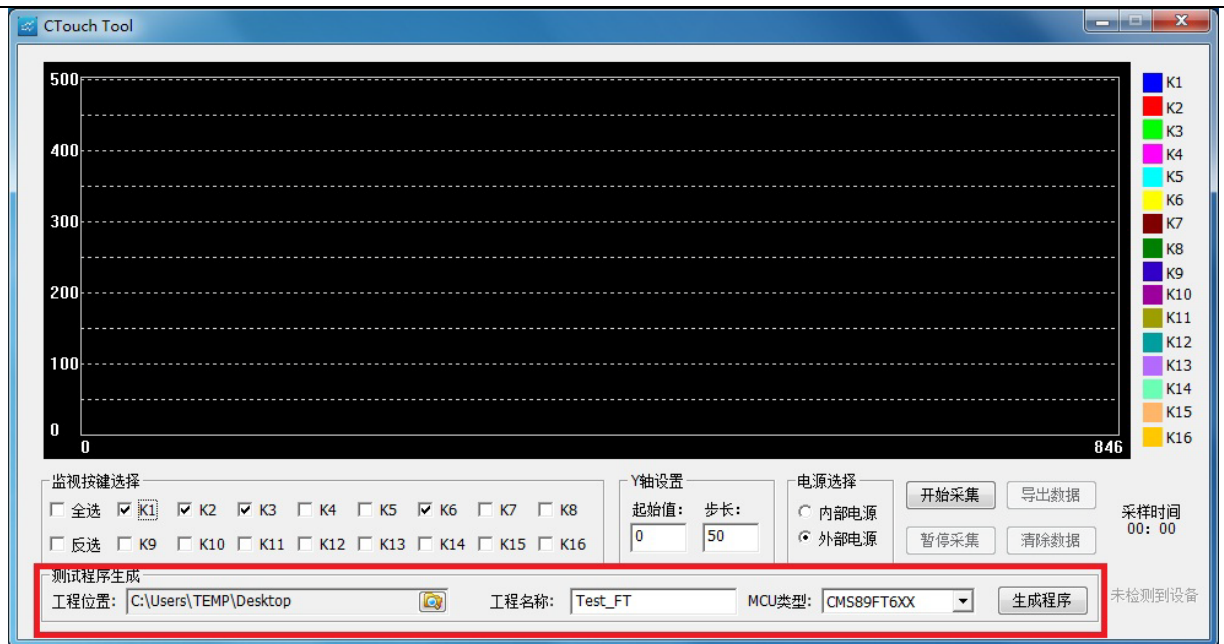 CTouch Tool
500
400
300
200
100
0
0
846
K1
K2
K3
K4
K5
K6
K7
K8
K9
K10
K11
K12
K13
K14
K15
K16
监视按键选择
全选 K1 K2 K3 K4 K5 K6 K7 K8
反选 K9 K10 K11 K12 K13 K14 K15 K16
Y轴设置
起始值: 步长:
0 50
电源选择
内部电源
外部电源
开始采集 导出数据
暂停采集 清除数据
采样时间
00: 00
测试程序生成
工程位置: C:\Users\TEMP\Desktop 工程名称: Test_FT MCU类型: CMS89FT6XX 生成程序
未检测到设备